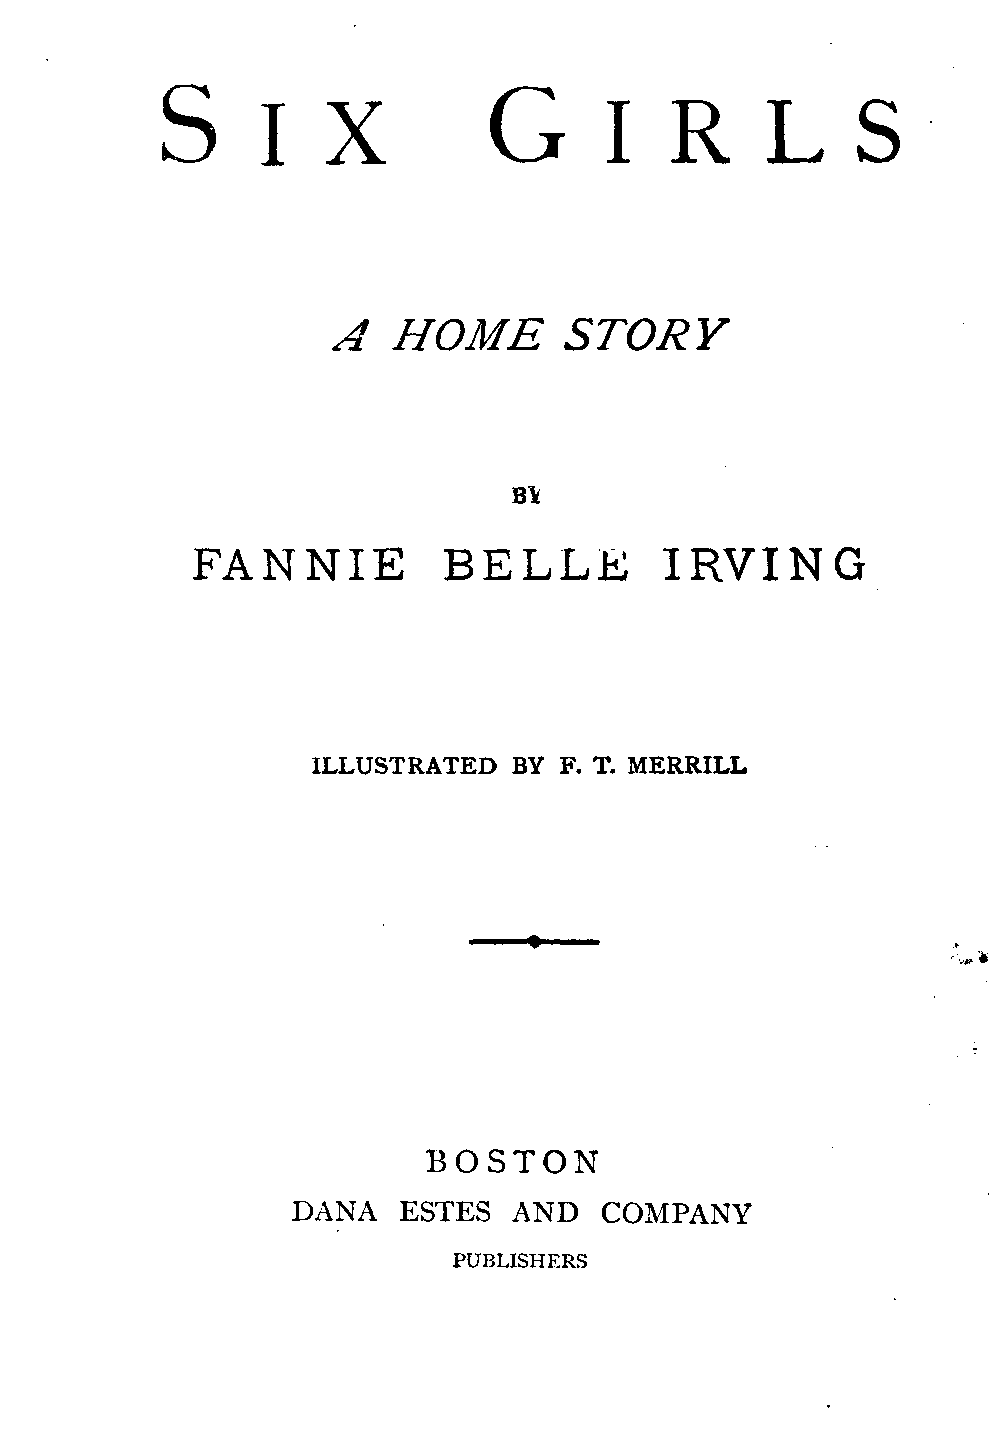 SIX GIRLS
A HOME STORY
BY
FANNIE BELLE IRVING
ILLUSTRATED BY F. T. MERRILL
BOSTON
DANA ESTES AND COMPANY
PUBLISHERS